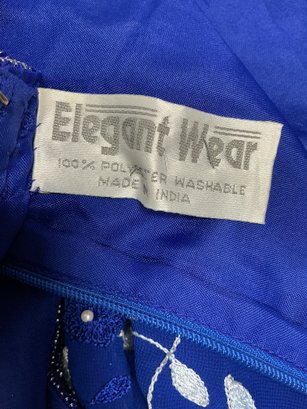 Elegant Wear
100% POLYESTER WASHABLE
MADE IN INDIA